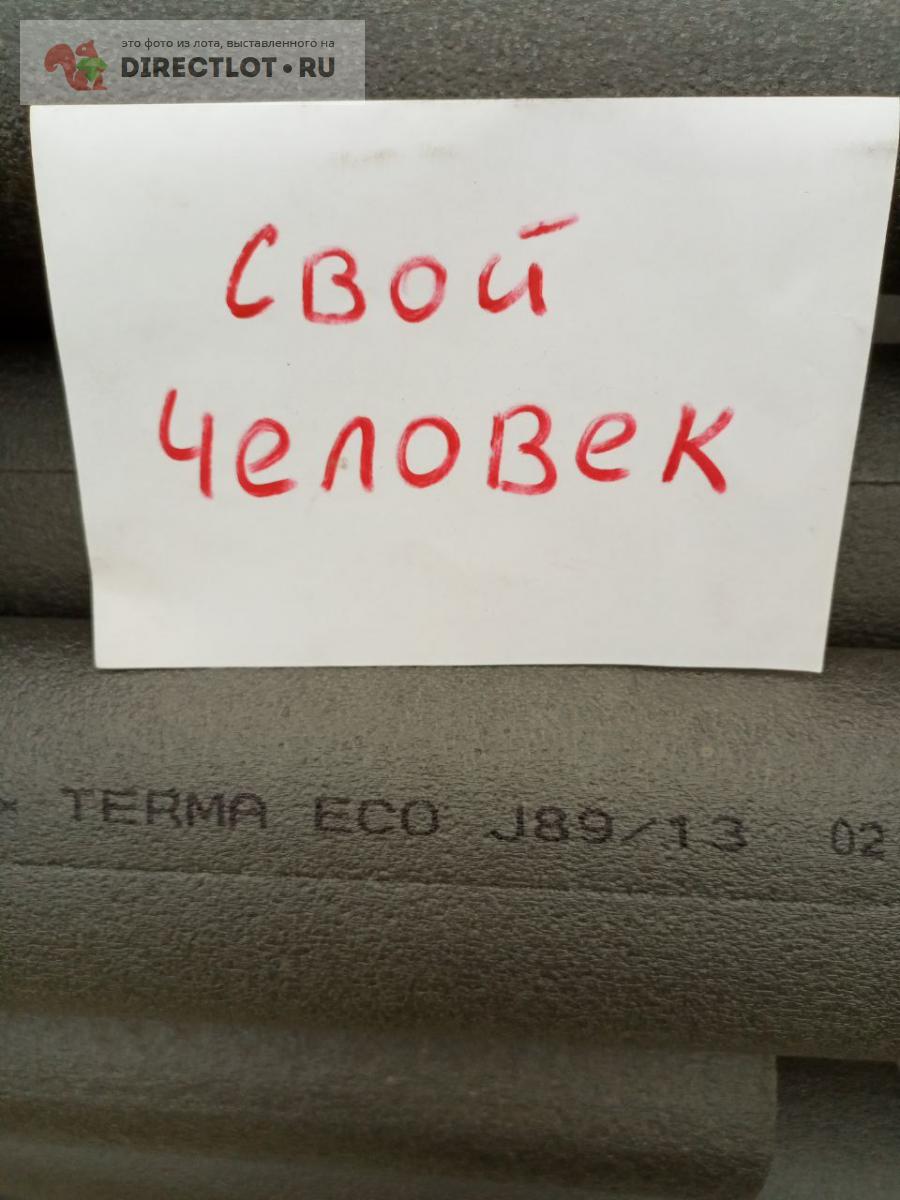 это фото из лота, выставленного на
DIRECTLOT•RU
свой
человек
TERMA ECO J89/13 02